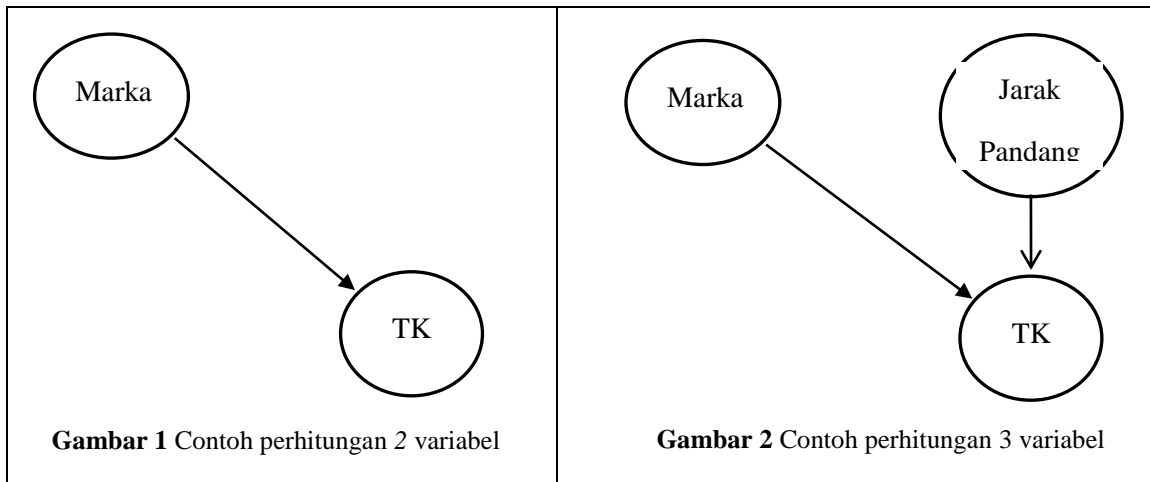 Marka
TK
Gambar 1 Contoh perhitungan 2 variabel
Marka
Jarak
Pandang
TK
Gambar 2 Contoh perhitungan 3 variabel